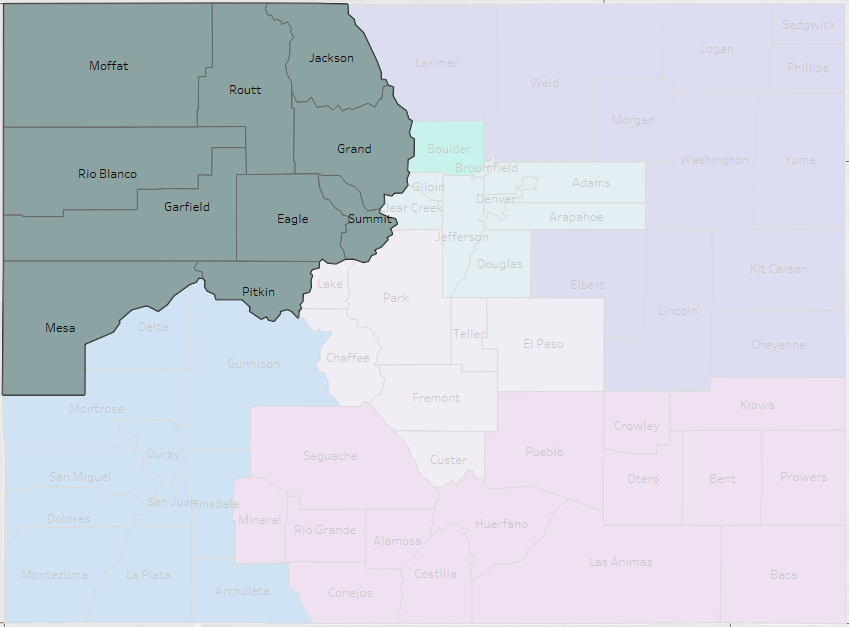 Sedgwick
Logan
Jackson
Larimer
Moffat
Phillips
Weld
Routt
Morgan
Grand
Boulder
Washington
Yuma
Broomfield
Rio Blanco
Adams
Gilpin
Denver
Garfield
lear Creek
Eagle
Summit
Arapahoe
Jefferson
Douglas
Kit Carson
Lake
Elbert
Pitkin
Park
Lincoln
Mesa
Delta
Teller
El Paso
Cheyenne
Chaffee
Gunnison
Fremont
Montrose
Kiowa
Crowley
Ouray
Saguache
Pueblo
Custer
San Miguel
Otero
Bent
Prowers
San Juan
Hinsdale
Dolores
Mineral
Rio Grande
Huerfano
Alamosa
Las Animas
Montezuma
La Plata
Costilla
Baca
Archuleta
Conejos